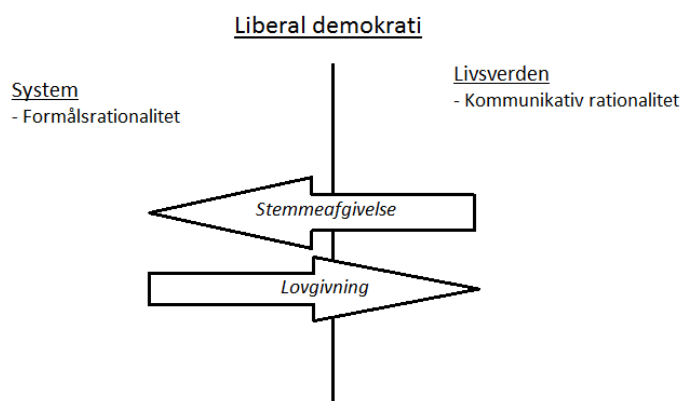 Liberal demokrati
System
- Formålsrationalitet
Livsverden
- Kommunikativ rationalitet
Stemmeafgivelse
Lovgivning